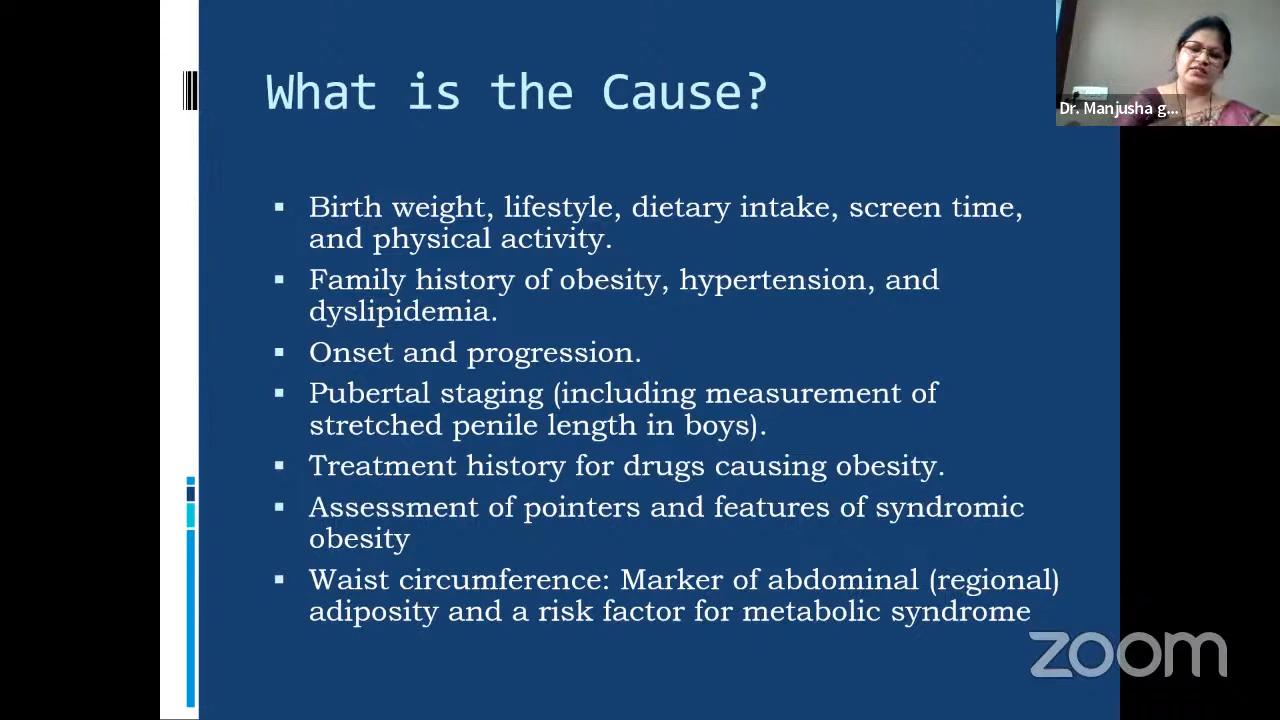 What is the Cause?
Dr. Manjusha g...
▪ Birth weight, lifestyle, dietary intake, screen time,
and physical activity.
▪ Family history of obesity, hypertension, and
dyslipidemia.
▪ Onset and progression.
▪ Pubertal staging (including measurement of
stretched penile length in boys).
▪ Treatment history for drugs causing obesity.
▪ Assessment of pointers and features of syndromic
obesity
▪ Waist circumference: Marker of abdominal (regional)
adiposity and a risk factor for metabolic syndrome
zoom